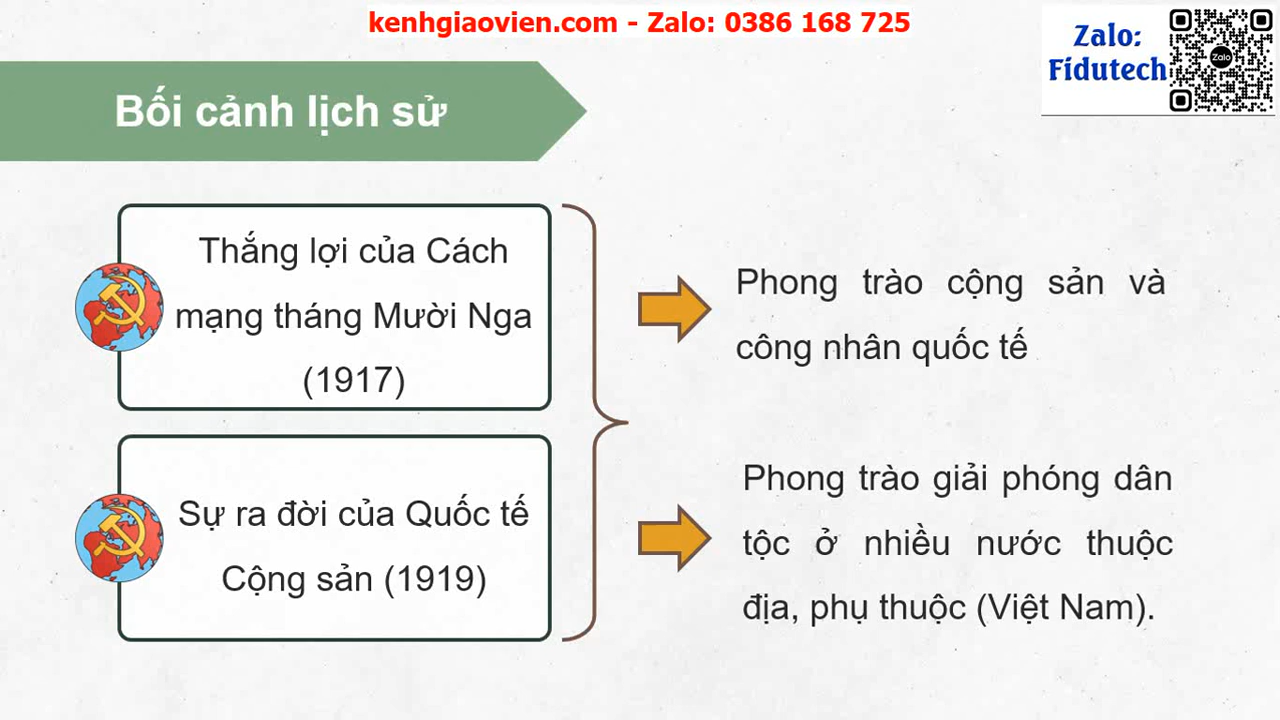 kenhgiaovien.com - Zalo: 0386 168 725
Zalo:
Fidutech
Zalo
Bối cảnh lịch sử
Thắng lợi của Cách
mạng tháng Mười Nga
(1917)
Sự ra đời của Quốc tế
Cộng sản (1919)
Phong trào cộng sản và
công nhân quốc tế
Phong trào giải phóng dân
tộc ở nhiều nước thuộc
địa, phụ thuộc (Việt Nam).